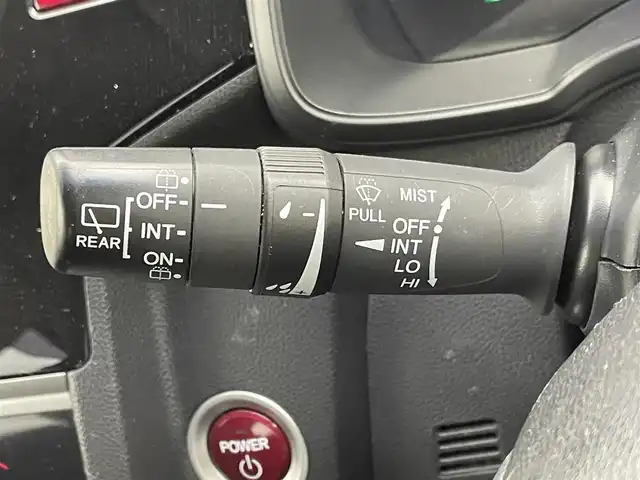 OFF
REAR
INT
ON
PULL
MIST
OFF
INT
LO
HI
POWER